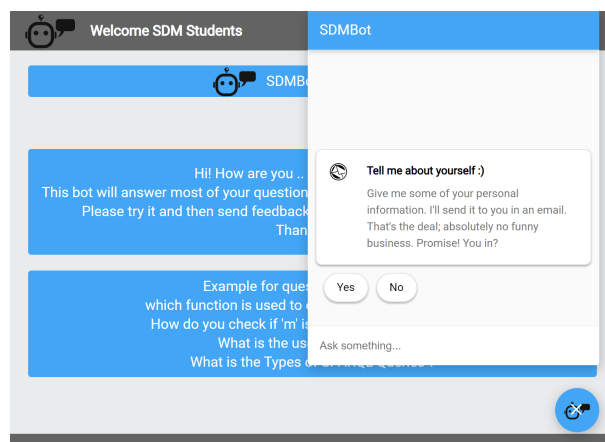 Welcome SDM Students
SDMBot
SDMB
Hi! How are you ..
This bot will answer most of your question
Please try it and then send feedback
Than
Example for ques
which function is used to
How do you check if 'm' is
What is the us
What is the Types
Tell me about yourself :)
Give me some of your personal
information. I'll send it to you in an email.
That's the deal; absolutely no funny
business. Promise! You in?
Yes
No
Ask something...